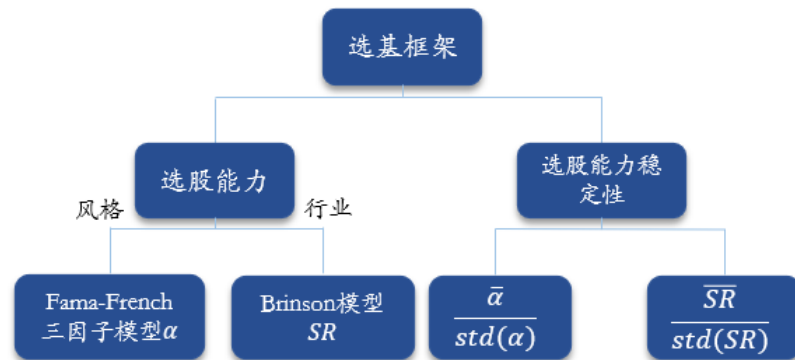 选基框架
选股能力
选股能力稳
定性
风格
行业
Fama-French
三因子模型α
Brinson模型
SR
α̅
std(α)
S̅R̅
std(SR)